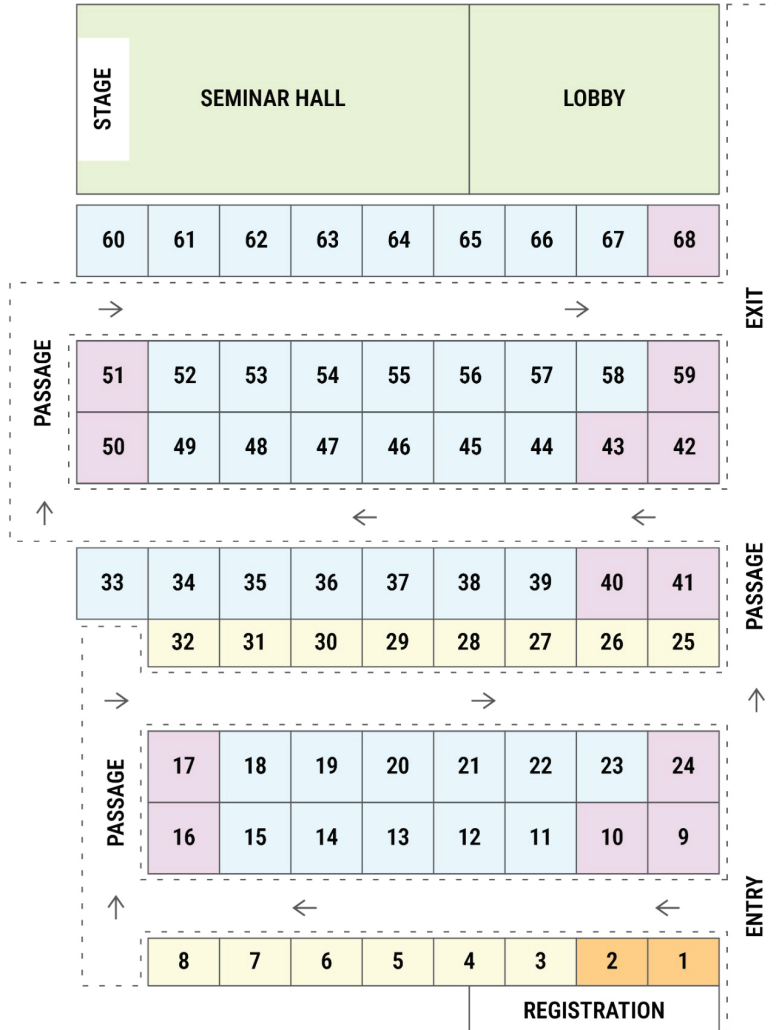 STAGE
SEMINAR HALL
LOBBY
60 61 62 63 64 65 66 67 68
EXIT
PASSAGE
51 52 53 54 55 56 57 58 59
50 49 48 47 46 45 44 43 42
33 34 35 36 37 38 39 40 41
PASSAGE
32 31 30 29 28 27 26 25
17 18 19 20 21 22 23 24
PASSAGE
16 15 14 13 12 11 10 9
ENTRY
8 7 6 5 4 3 2 1
REGISTRATION